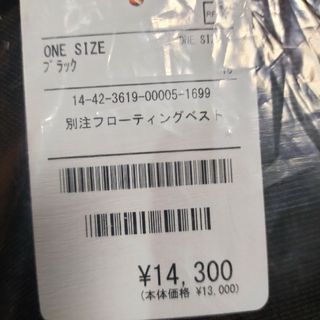 ONE SIZE
ブラック
14-42-3619-00005-1699
別注フローティングベスト
¥14,300
(本体価格 ¥13,000)